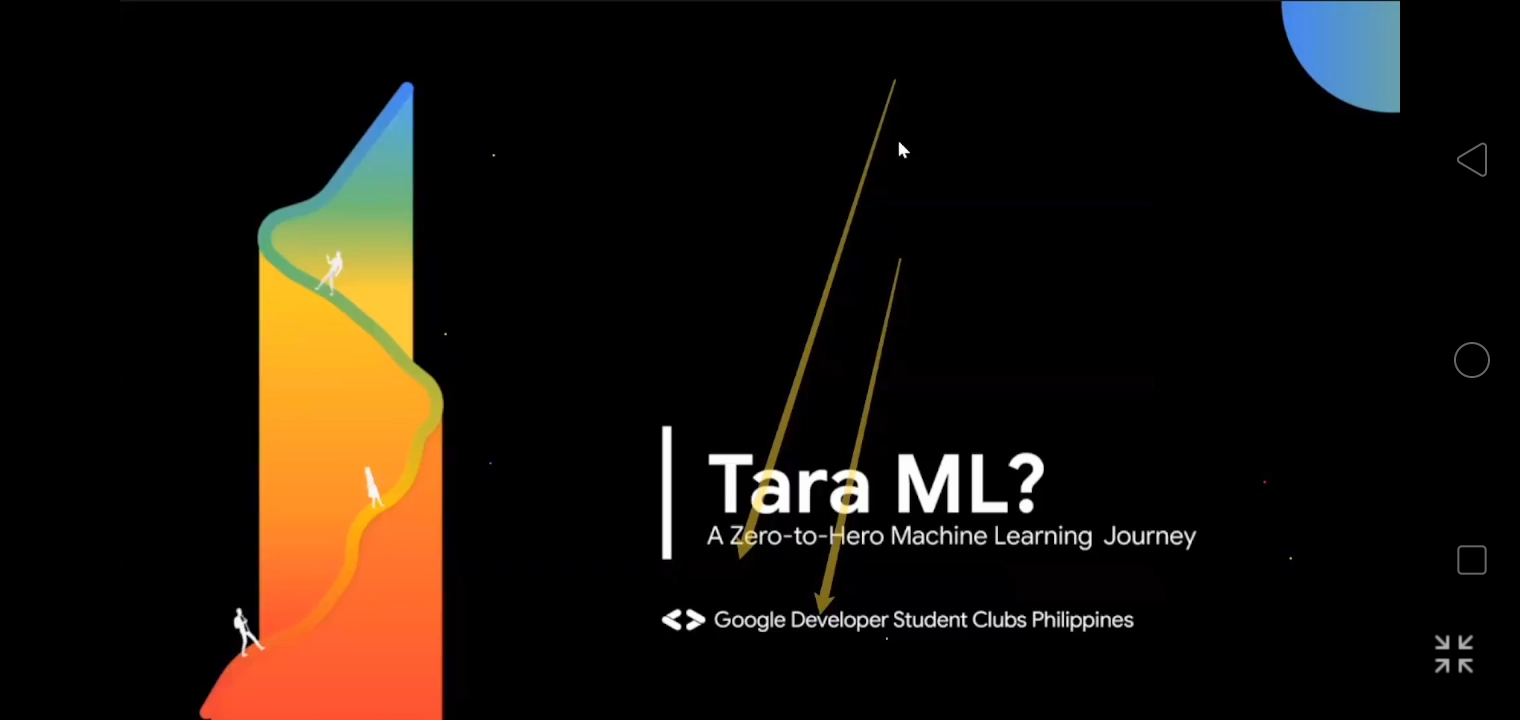 Tara ML?
A Zero-to-Hero Machine Learning Journey
Google Developer Student Clubs Philippines